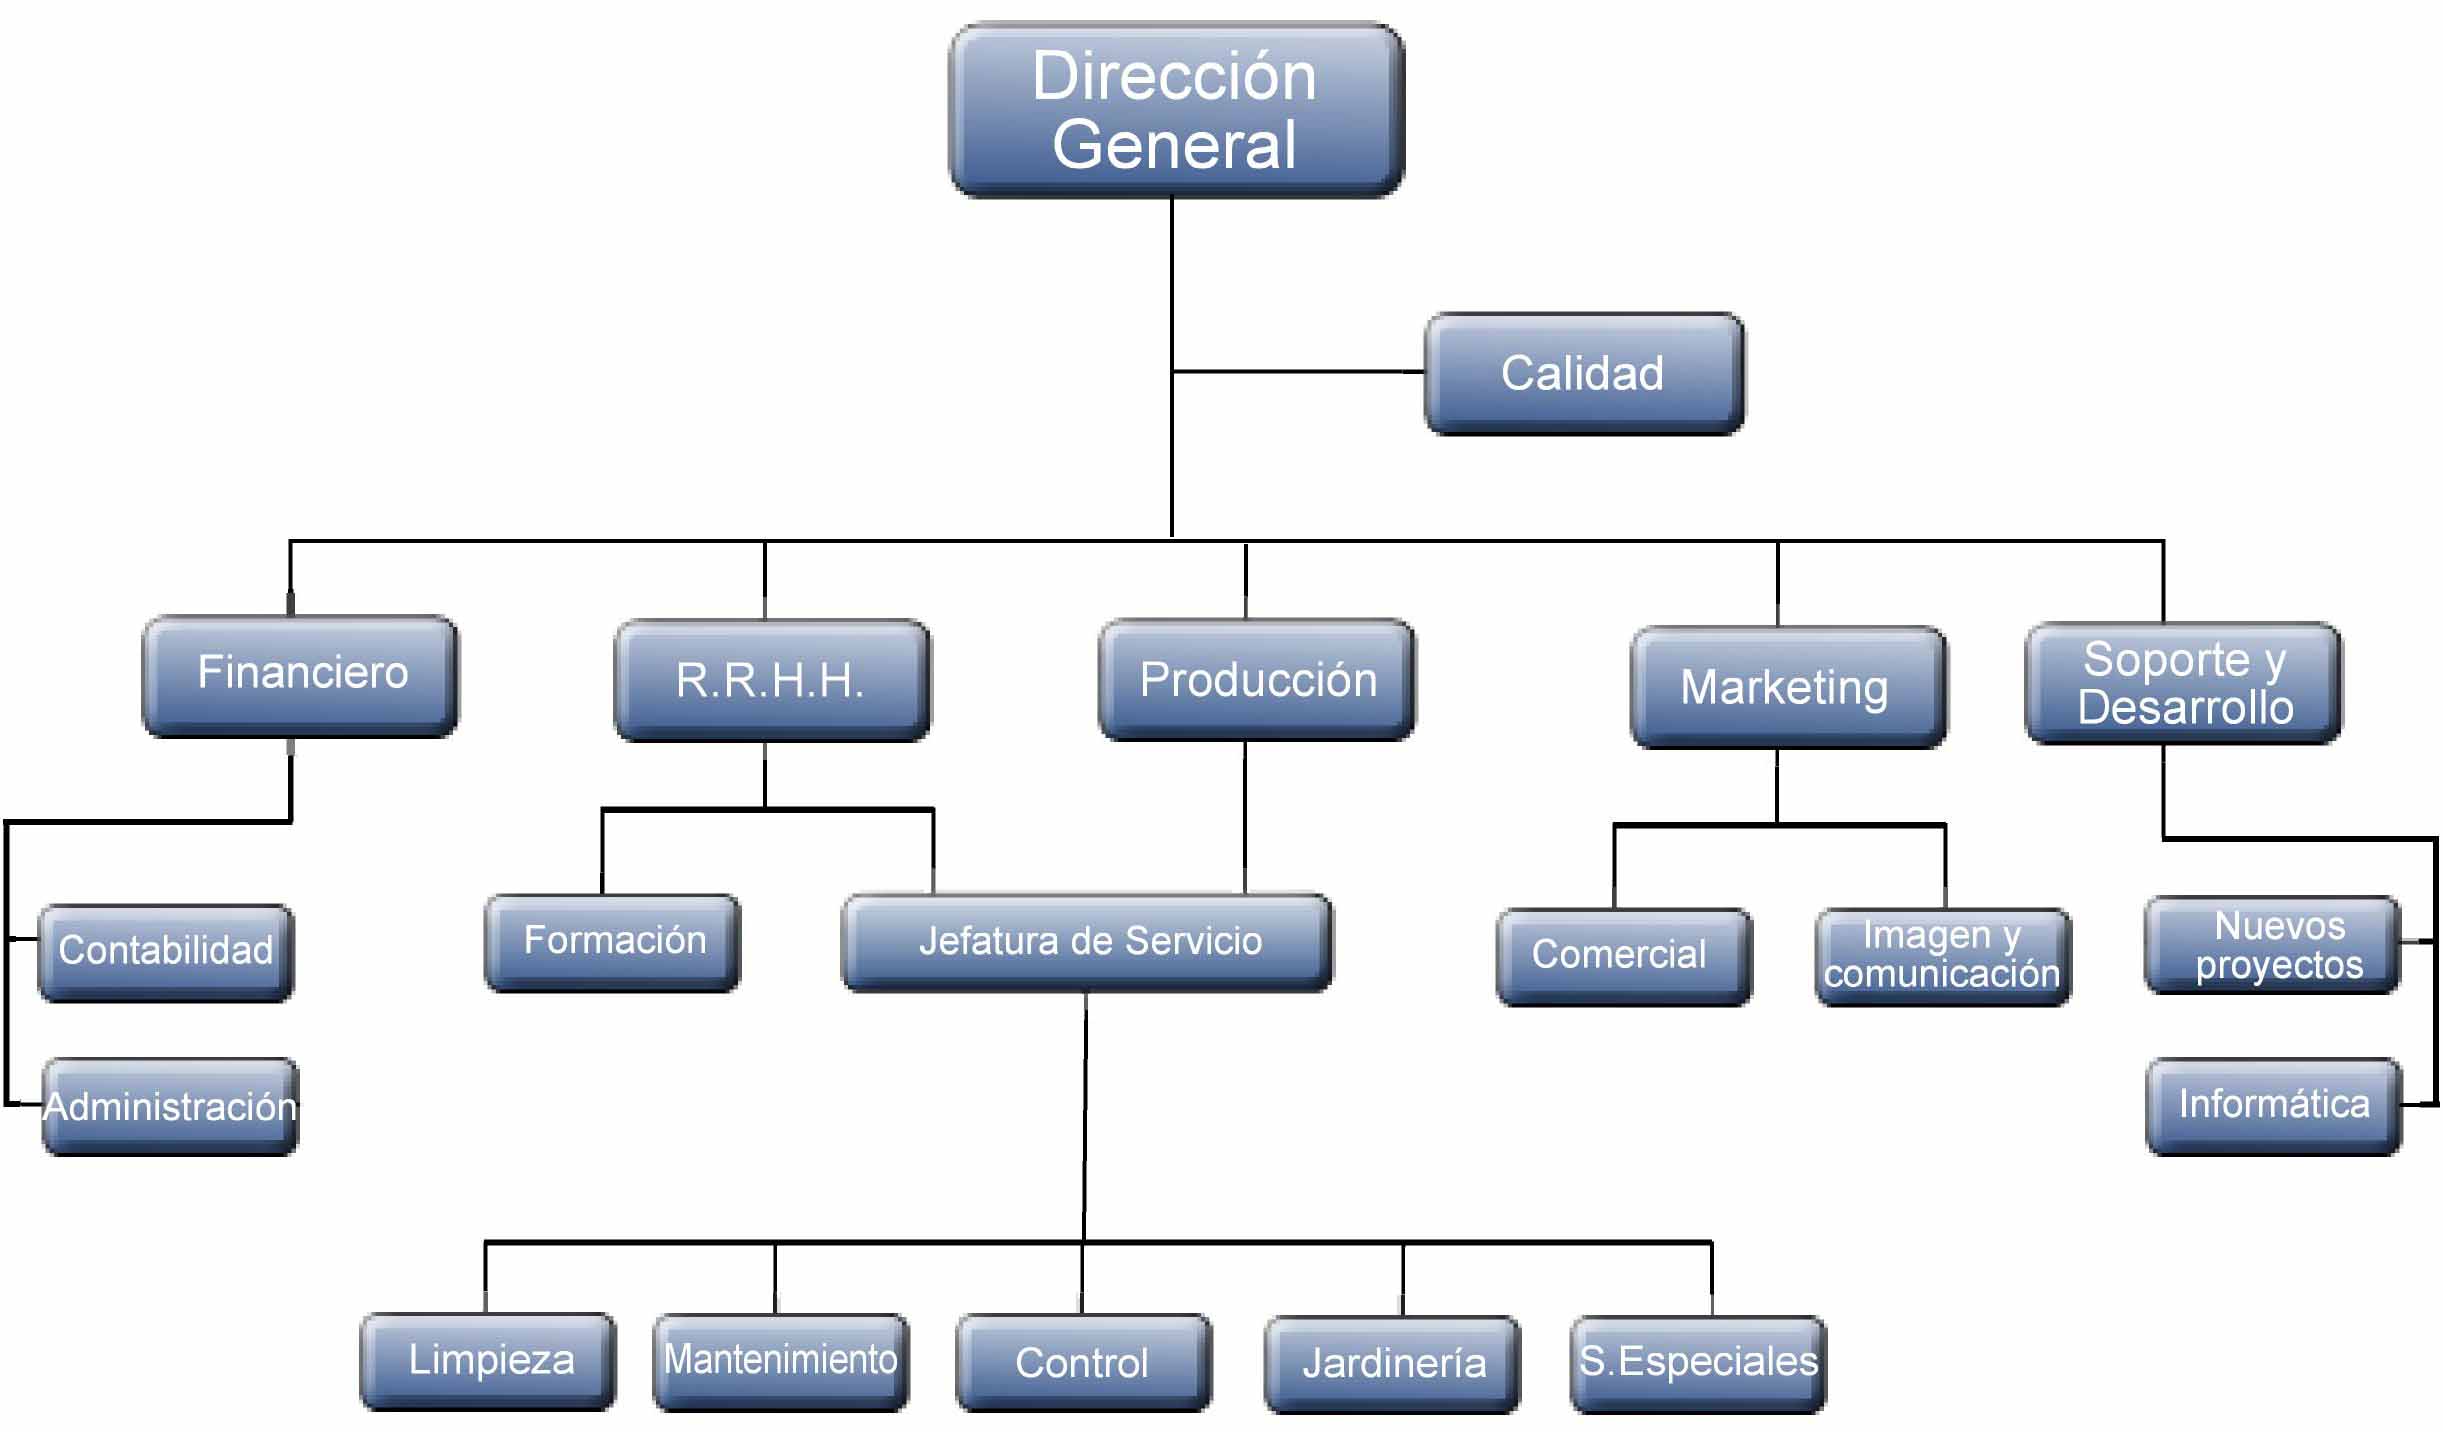 Dirección
General
Calidad
Financiero
R.R.H.H.
Producción
Marketing
Soporte y
Desarrollo
Contabilidad
Formación
Jefatura de Servicio
Comercial
Imagen y
comunicación
Nuevos
proyectos
Administración
Informática
Limpieza
Mantenimiento
Control
Jardinería
S.Especiales